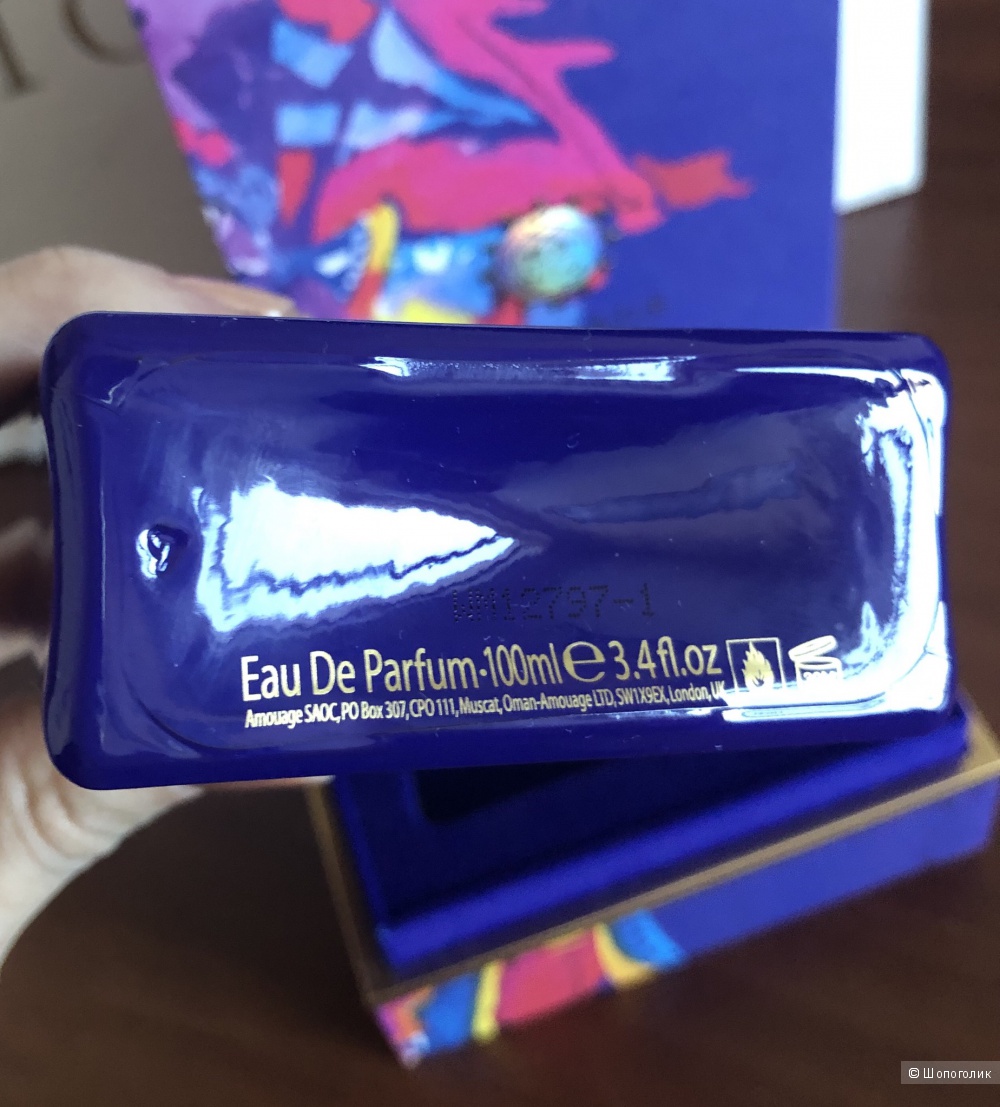 WM12797-1
Eau De Parfum·100ml ℮ 3.4fl.oz
Amouage SAOC, PO Box 307, CPO 111, Muscat, Oman-Amouage LTD, SW1X9EX, London, UK
© Шопоголик